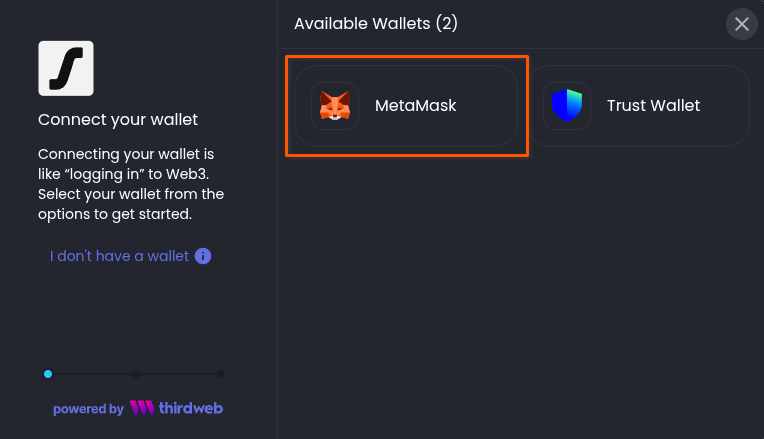 Connect your wallet
Connecting your wallet is
like “logging in” to Web3.
Select your wallet from the
options to get started.
I don't have a wallet
powered by thirdweb
Available Wallets (2)
MetaMask
Trust Wallet